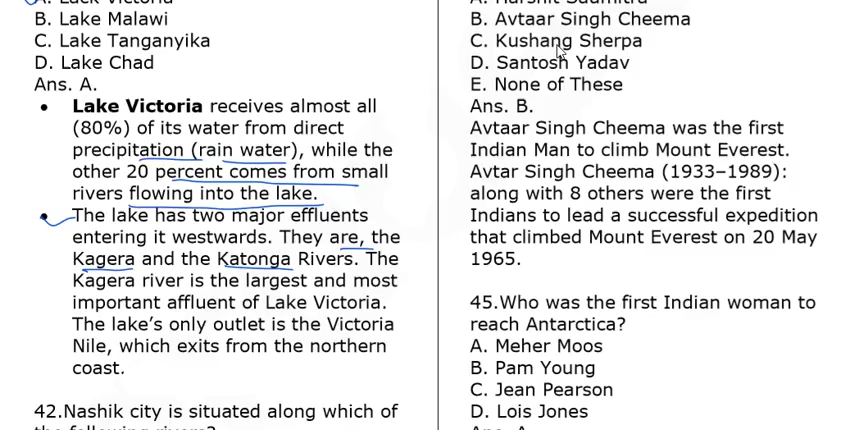 A. Lack Victoria
B. Lake Malawi
C. Lake Tanganyika
D. Lake Chad
Ans. A.
• Lake Victoria receives almost all
(80%) of its water from direct
precipitation (rain water), while the
other 20 percent comes from small
rivers flowing into the lake.
• The lake has two major effluents
entering it westwards. They are, the
Kagera and the Katonga Rivers. The
Kagera river is the largest and most
important affluent of Lake Victoria.
The lake’s only outlet is the Victoria
Nile, which exits from the northern
coast.
42.Nashik city is situated along which of
the following rivers?
A. Harshit Saumitra
B. Avtaar Singh Cheema
C. Kushang Sherpa
D. Santosh Yadav
E. None of These
Ans. B.
Avtaar Singh Cheema was the first
Indian Man to climb Mount Everest.
Avtar Singh Cheema (1933–1989):
along with 8 others were the first
Indians to lead a successful expedition
that climbed Mount Everest on 20 May
1965.
45.Who was the first Indian woman to
reach Antarctica?
A. Meher Moos
B. Pam Young
C. Jean Pearson
D. Lois Jones
Ans. A